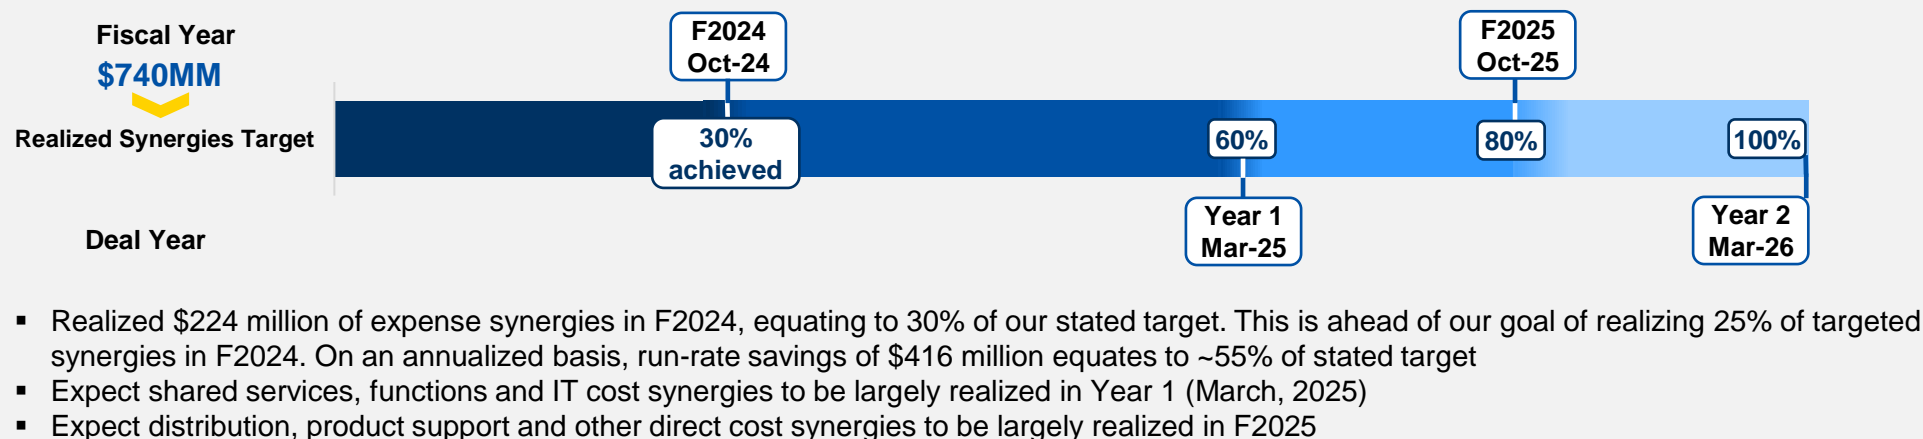 Fiscal Year
$740MM
F2024
Oct-24
F2025
Oct-25
Realized Synergies Target
30%
achieved
60%
80%
100%
Deal Year
Year 1
Mar-25
Year 2
Mar-26
▪ Realized $224 million of expense synergies in F2024, equating to 30% of our stated target. This is ahead of our goal of realizing 25% of targeted
synergies in F2024. On an annualized basis, run-rate savings of $416 million equates to ~55% of stated target
▪ Expect shared services, functions and IT cost synergies to be largely realized in Year 1 (March, 2025)
▪ Expect distribution, product support and other direct cost synergies to be largely realized in F2025